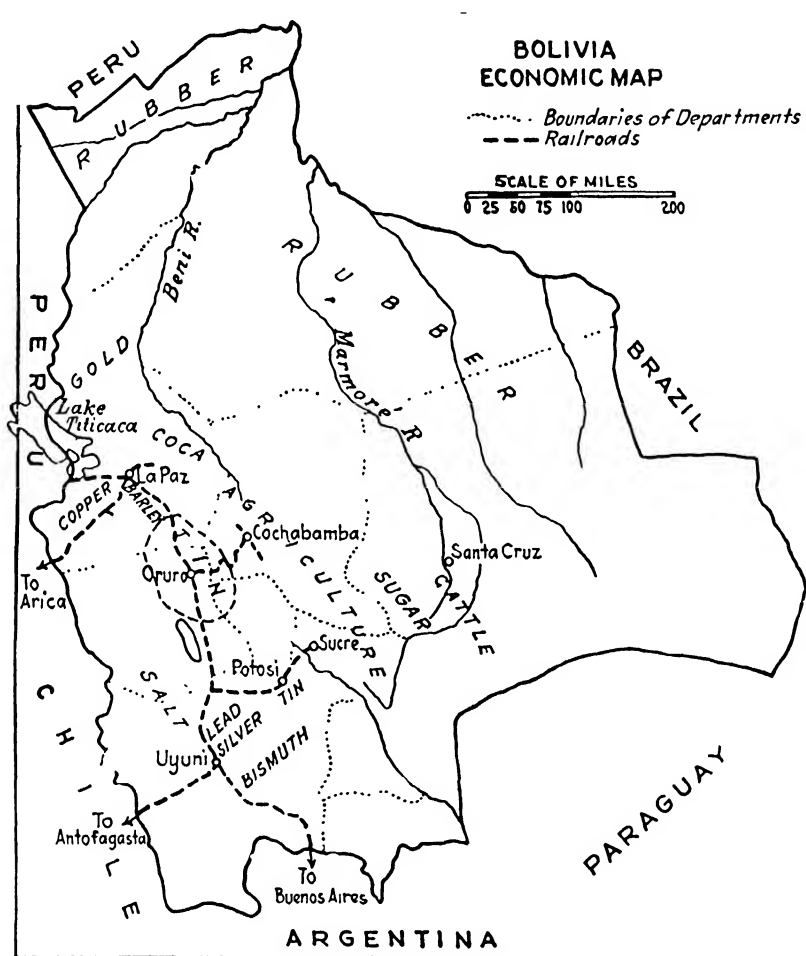 BOLIVIA
ECONOMIC MAP
Boundaries of Departments
Railroads
SCALE OF MILES
0 25 50 75 100 200
PERU
RUBBER
Beni R.
RUBBER
Marmoré R
PERU
GOLD
BRAZIL
Lake
Titicaca
COCA
AGRICULTURE
La Paz
COPPER
BARLEY
TIN
Cochabamba
To
Arica
Oruro
Santa Cruz
SUGAR
CATTLE
Sucre
Potosi
TIN
SALT
LEAD
SILVER
BISMUTH
Uyuni
CHILE
PARAGUAY
To
Antofagasta
To
Buenos Aires
ARGENTINA